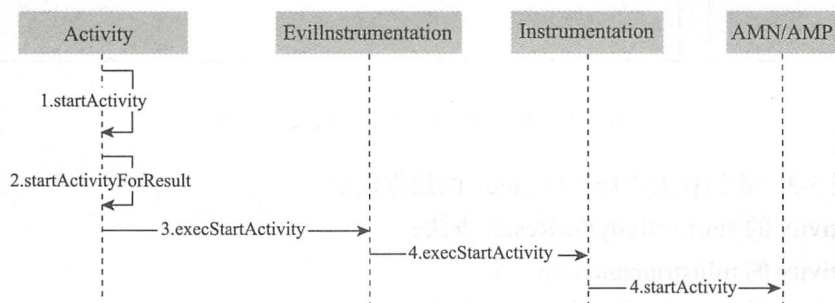 Activity
EvilInstrumentation
Instrumentation
AMN/AMP
1.startActivity
2.startActivityForResult
3.execStartActivity
4.execStartActivity
4.startActivity